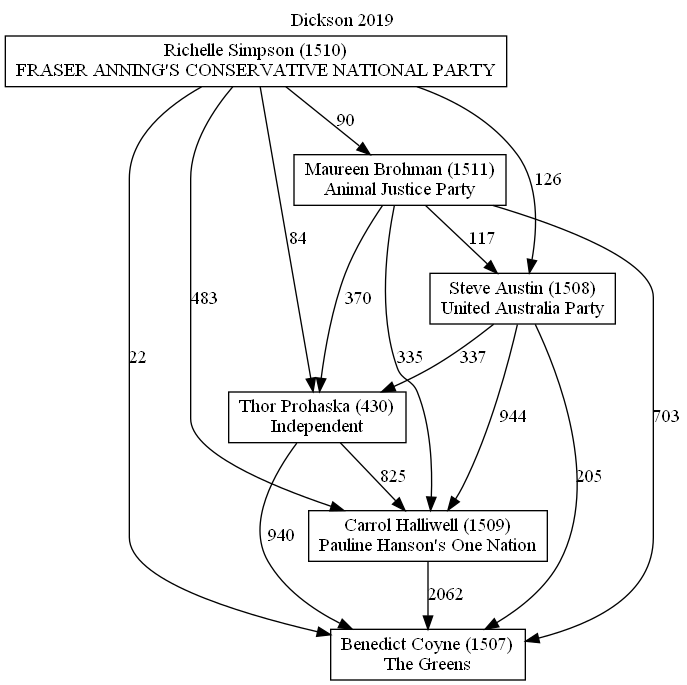 Dickson 2019
Richelle Simpson (1510)
FRASER ANNING'S CONSERVATIVE NATIONAL PARTY
90
Maureen Brohman (1511)
Animal Justice Party
126
84
117
Steve Austin (1508)
United Australia Party
483
370
22
335
337
Thor Prohaska (430)
Independent
944
703
825
205
Carrol Halliwell (1509)
Pauline Hanson's One Nation
940
2062
Benedict Coyne (1507)
The Greens